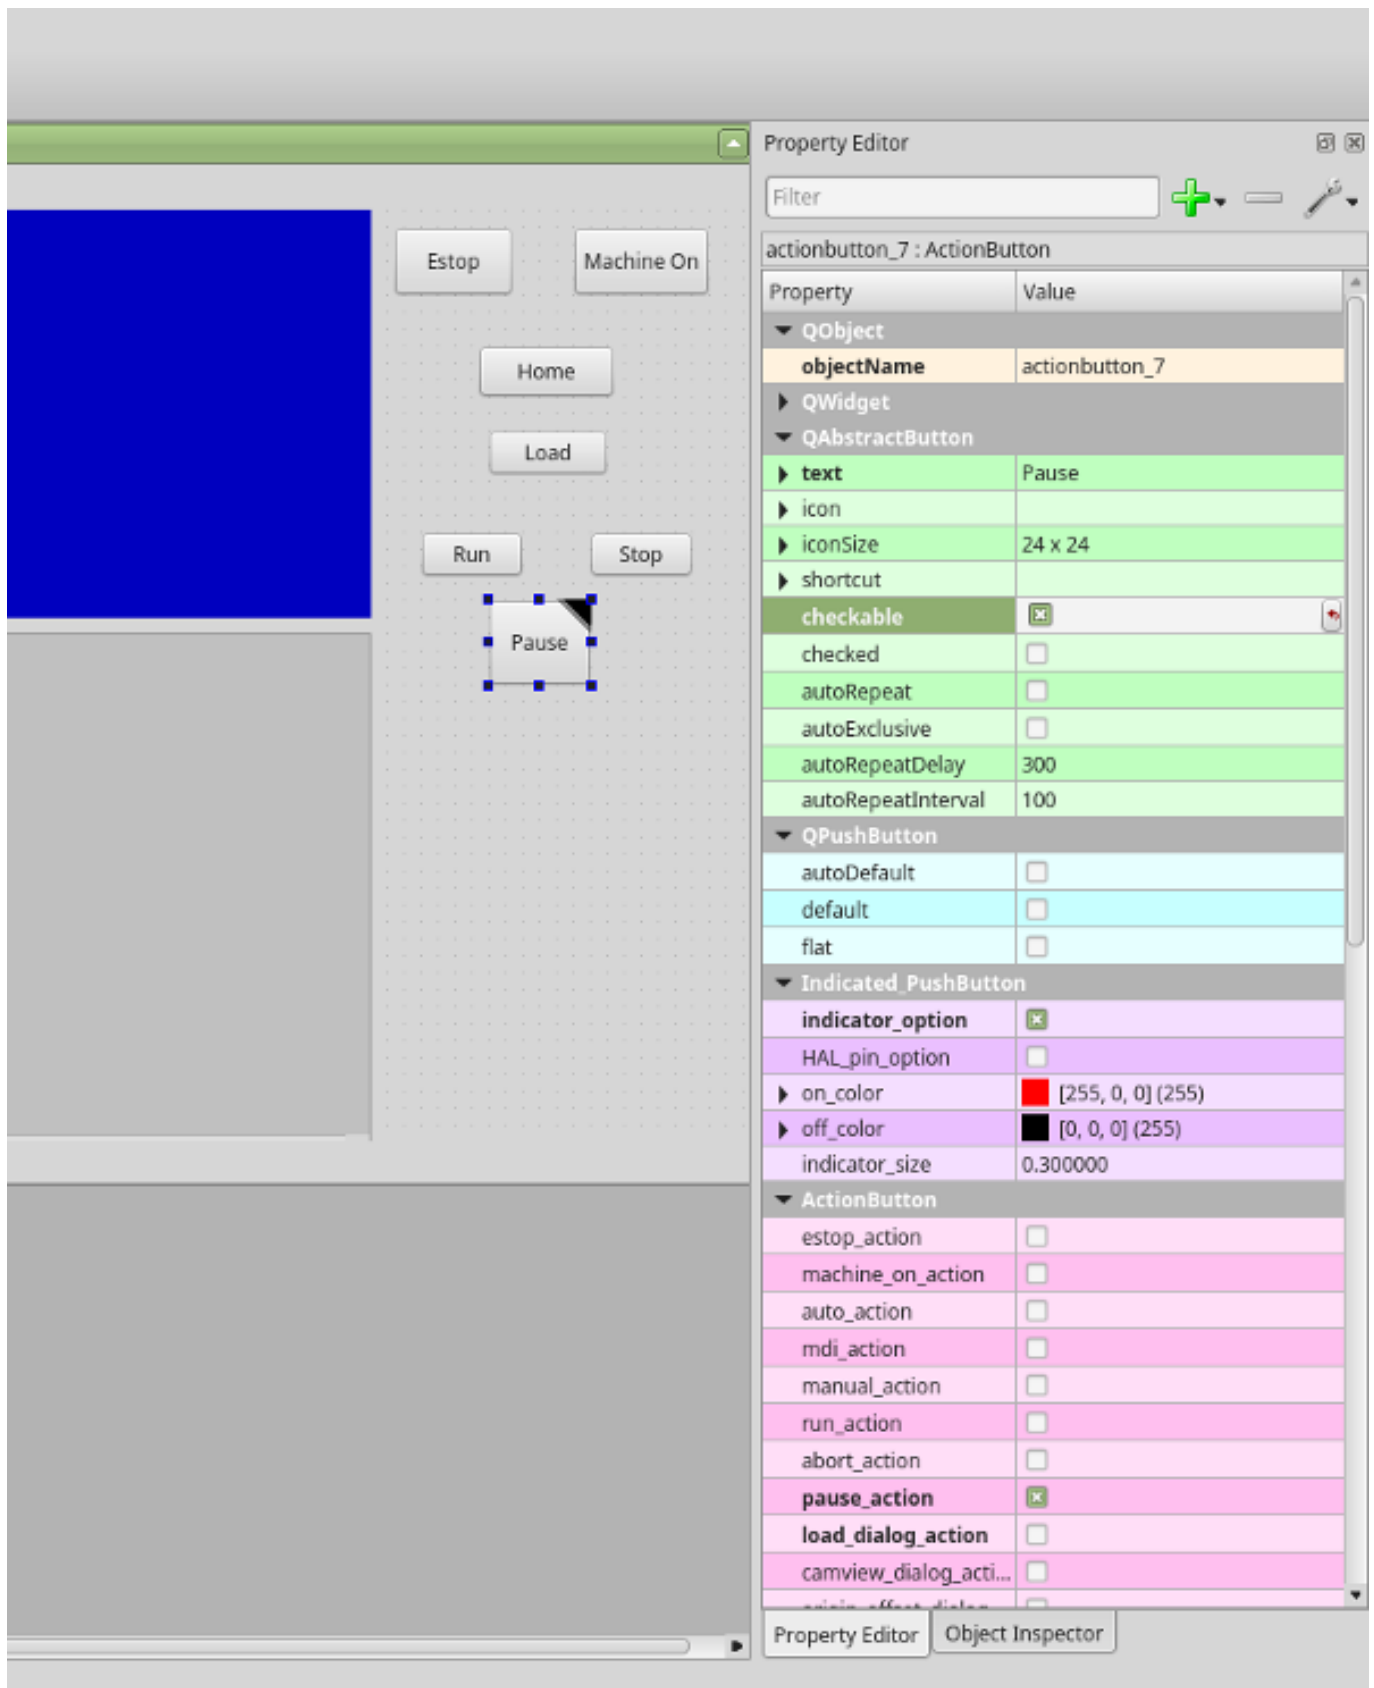 Property Editor
Filter
actionbutton_7 : ActionButton
Property Value
QObject
objectName actionbutton_7
QWidget
QAbstractButton
text Pause
icon
iconSize 24 x 24
shortcut
checkable
checked
autoRepeat
autoExclusive
autoRepeatDelay 300
autoRepeatInterval 100
QPushButton
autoDefault
default
flat
Indicated_PushButton
indicator_option
HAL_pin_option
on_color [255, 0, 0] (255)
off_color [0, 0, 0] (255)
indicator_size 0.300000
ActionButton
estop_action
machine_on_action
auto_action
mdi_action
manual_action
run_action
abort_action
pause_action
load_dialog_action
camview_dialog_acti...
Property Editor Object Inspector
Estop Machine On
Home
Load
Run Stop
Pause